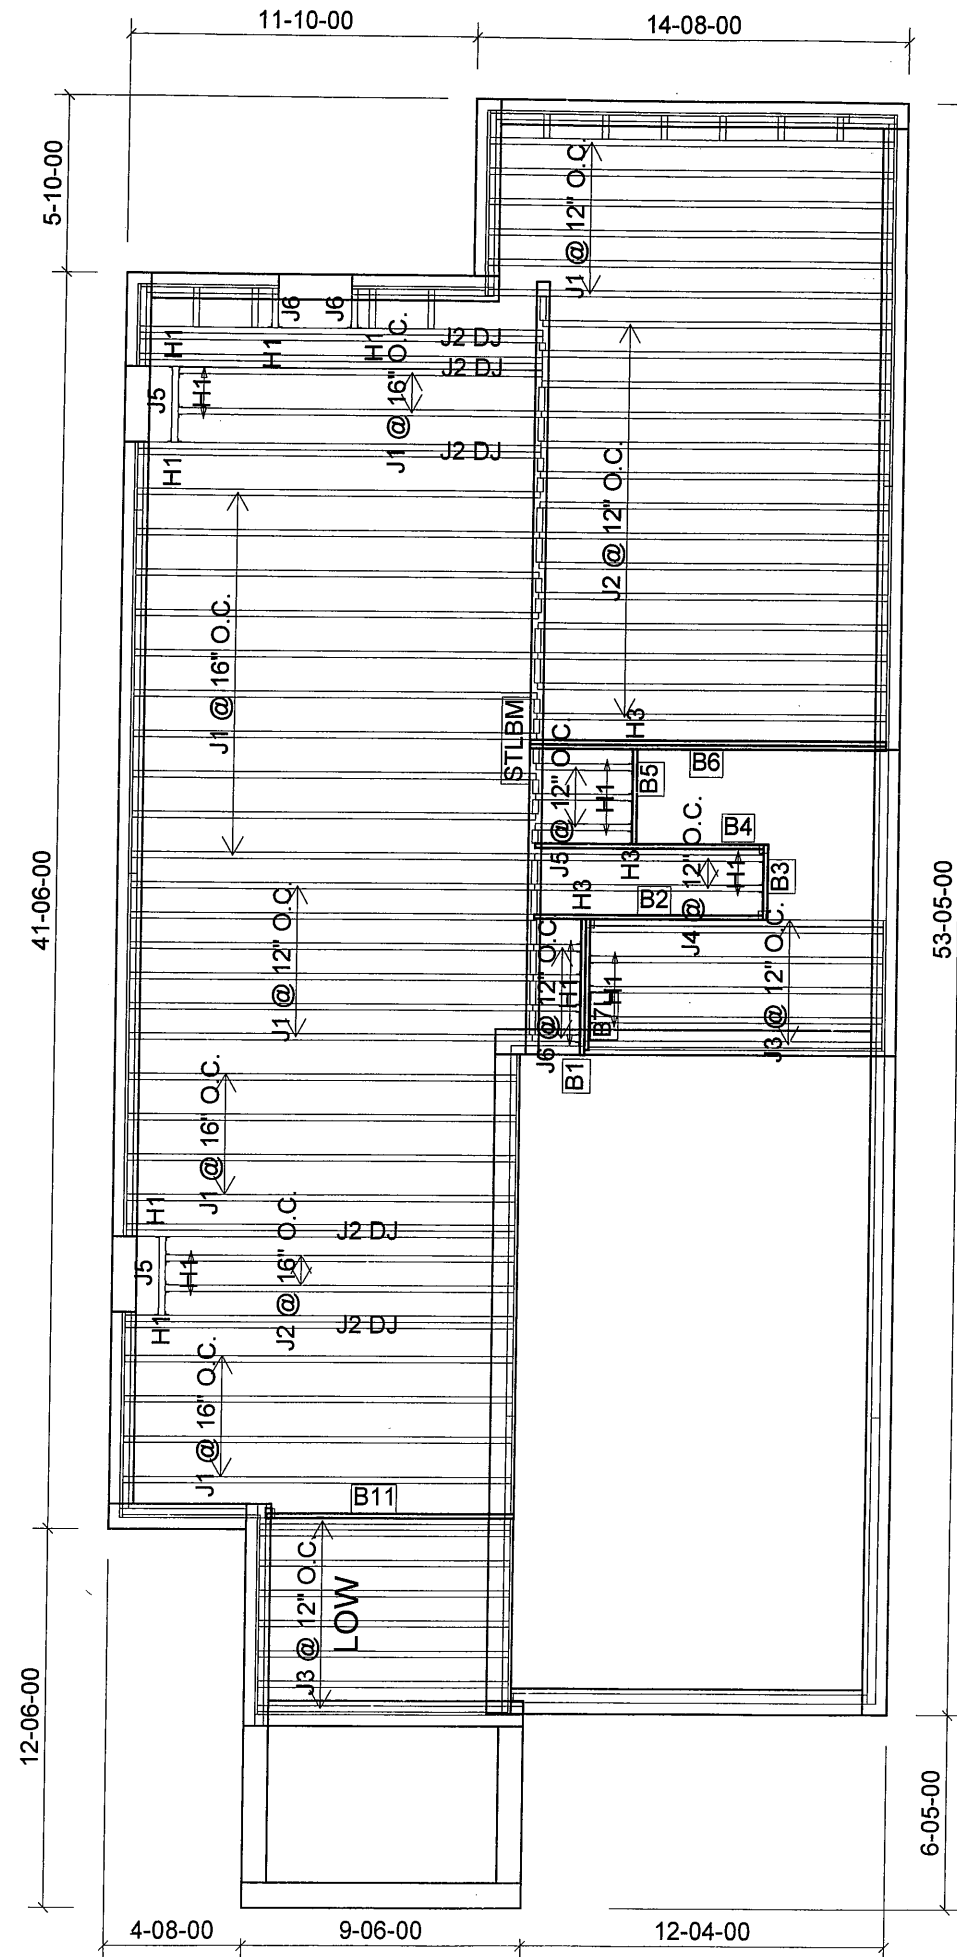 11-10-00
14-08-00
5-10-00
J1 @ 12" O.C.
J6
J6
H1
H1
H1
J2 DJ
J2 DJ
J5
H1
J1 @ 16" O.C.
J2 DJ
H1
J2 @ 12" O.C.
J1 @ 16" O.C.
STLBM
H3
B6
B5
J5 @ 12" O.C.
H1
B4
H3
J4 @ 12" O.C.
H1
B3
H3
B2
41-06-00
53-05-00
J1 @ 12" O.C.
J6 @ 12" O.C.
H1
H1
B7L
J3 @ 12" O.C.
B1
J1 @ 16" O.C.
H1
J2 DJ
J5
H1
J2 @ 16" O.C.
H1
J2 DJ
J1 @ 16" O.C.
B11
J3 @ 12" O.C.
LOW
12-06-00
6-05-00
4-08-00
9-06-00
12-04-00